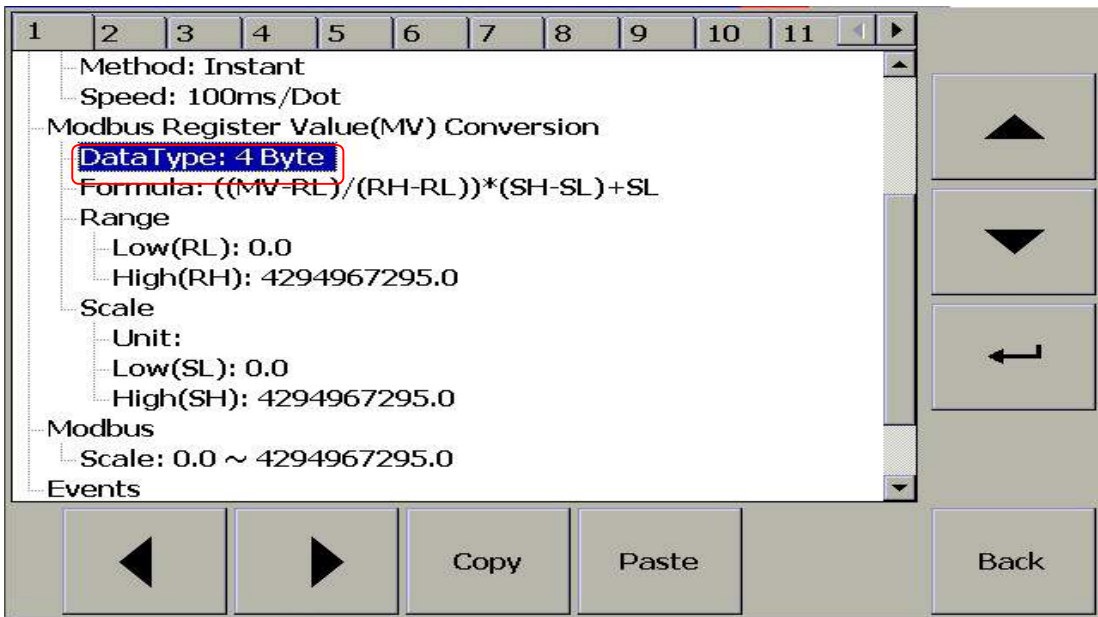 1 2 3 4 5 6 7 8 9 10 11
Method: Instant
Speed: 100ms/Dot
Modbus Register Value(MV) Conversion
DataType: 4 Byte
Formula: ((MV-RL)/(RH-RL))*(SH-SL)+SL
Range
Low(RL): 0.0
High(RH): 4294967295.0
Scale
Unit:
Low(SL): 0.0
High(SH): 4294967295.0
Modbus
Scale: 0.0 ~ 4294967295.0
Events
Copy Paste Back